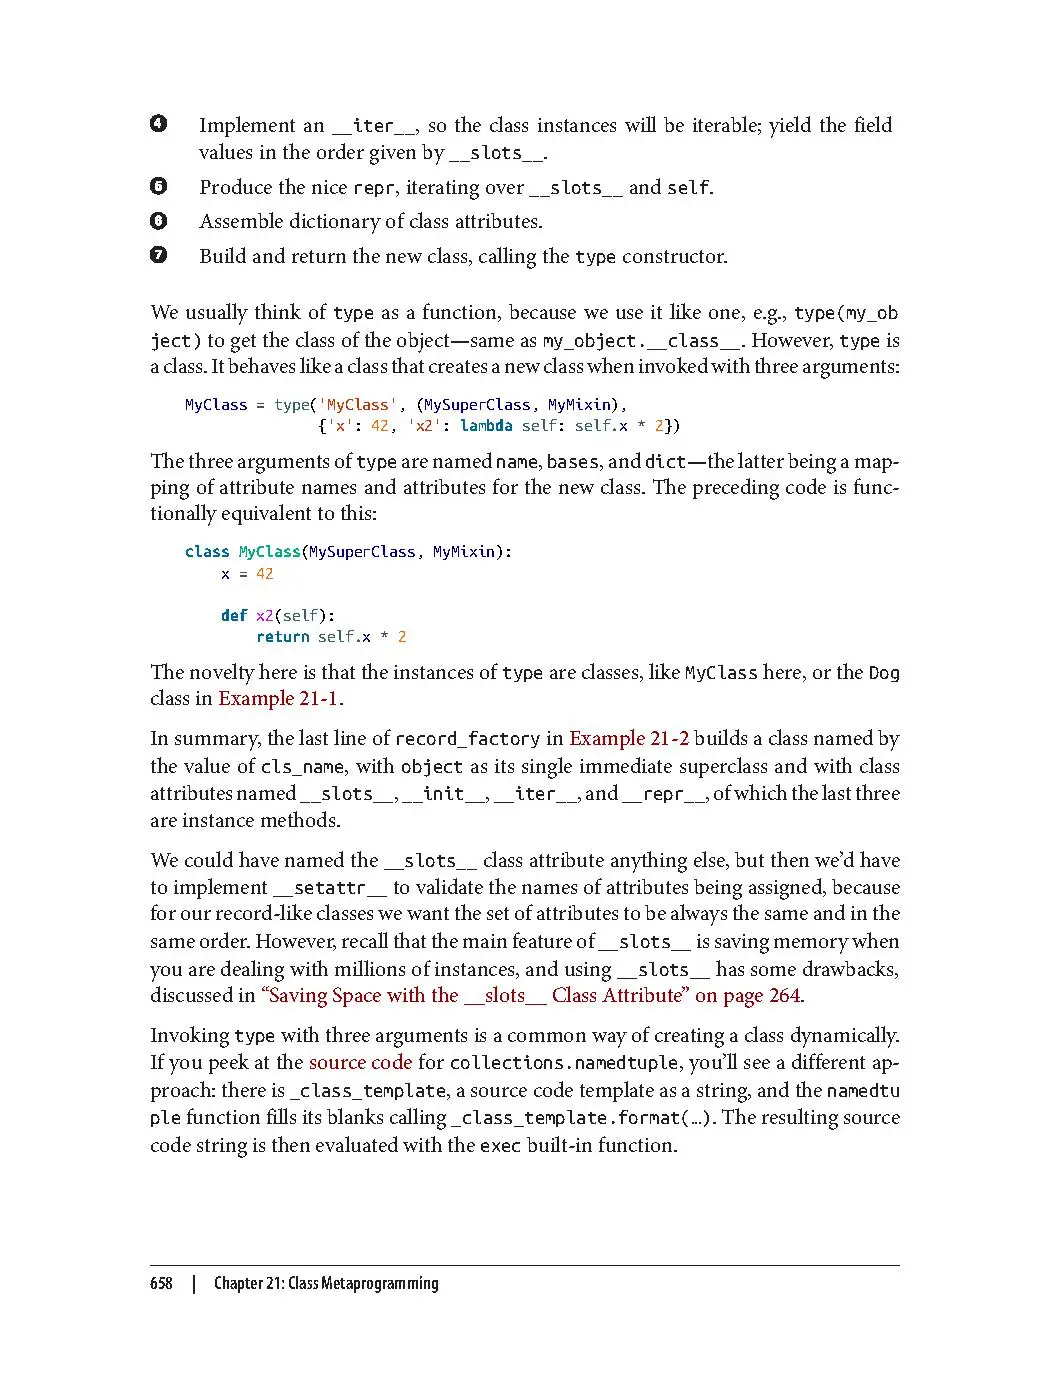 4 Implement an __iter__, so the class instances will be iterable; yield the field
values in the order given by __slots__.
5 Produce the nice repr, iterating over __slots__ and self.
6 Assemble dictionary of class attributes.
7 Build and return the new class, calling the type constructor.
We usually think of type as a function, because we use it like one, e.g., type(my_ob
ject) to get the class of the object—same as my_object.__class__. However, type is
a class. It behaves like a class that creates a new class when invoked with three arguments:
MyClass = type('MyClass', (MySuperClass, MyMixin),
{'x': 42, 'x2': lambda self: self.x * 2})
The three arguments of type are named name, bases, and dict—the latter being a map-
ping of attribute names and attributes for the new class. The preceding code is func-
tionally equivalent to this:
class MyClass(MySuperClass, MyMixin):
x = 42
def x2(self):
return self.x * 2
The novelty here is that the instances of type are classes, like MyClass here, or the Dog
class in Example 21-1.
In summary, the last line of record_factory in Example 21-2 builds a class named by
the value of cls_name, with object as its single immediate superclass and with class
attributes named __slots__, __init__, __iter__, and __repr__, of which the last three
are instance methods.
We could have named the __slots__ class attribute anything else, but then we'd have
to implement __setattr__ to validate the names of attributes being assigned, because
for our record-like classes we want the set of attributes to be always the same and in the
same order. However, recall that the main feature of __slots__ is saving memory when
you are dealing with millions of instances, and using __slots__ has some drawbacks,
discussed in “Saving Space with the __slots__ Class Attribute” on page 264.
Invoking type with three arguments is a common way of creating a class dynamically.
If you peek at the source code for collections.namedtuple, you'll see a different ap-
proach: there is _class_template, a source code template as a string, and the namedtu
ple function fills its blanks calling _class_template.format(…). The resulting source
code string is then evaluated with the exec built-in function.
658 | Chapter 21: Class Metaprogramming